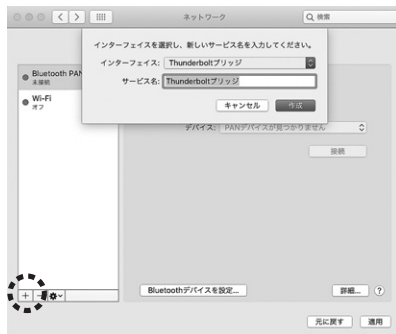 ネットワーク
検索
インターフェイスを選択し、新しいサービス名を入力してください。
インターフェイス: Thunderboltブリッジ
サービス名: Thunderboltブリッジ
キャンセル 作成
Bluetooth PAN
未接続
Wi-Fi
オフ
デバイス: PANデバイスが見つかりません
接続
+ −
Bluetoothデバイスを設定... 詳細... ?
元に戻す 適用